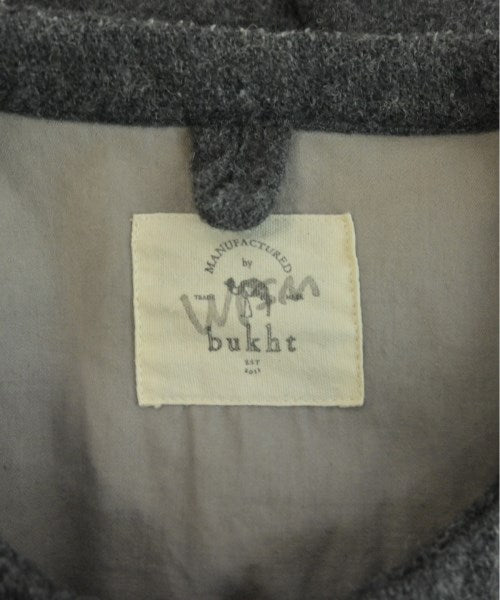 MANUFACTURED
by
TRADE MARK
bukht
EST
2011